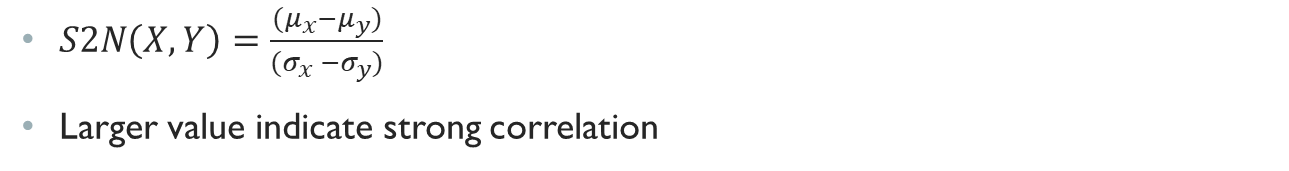 • S2N(X, Y) = (μx−μy) / (σx −σy)
• Larger value indicate strong correlation